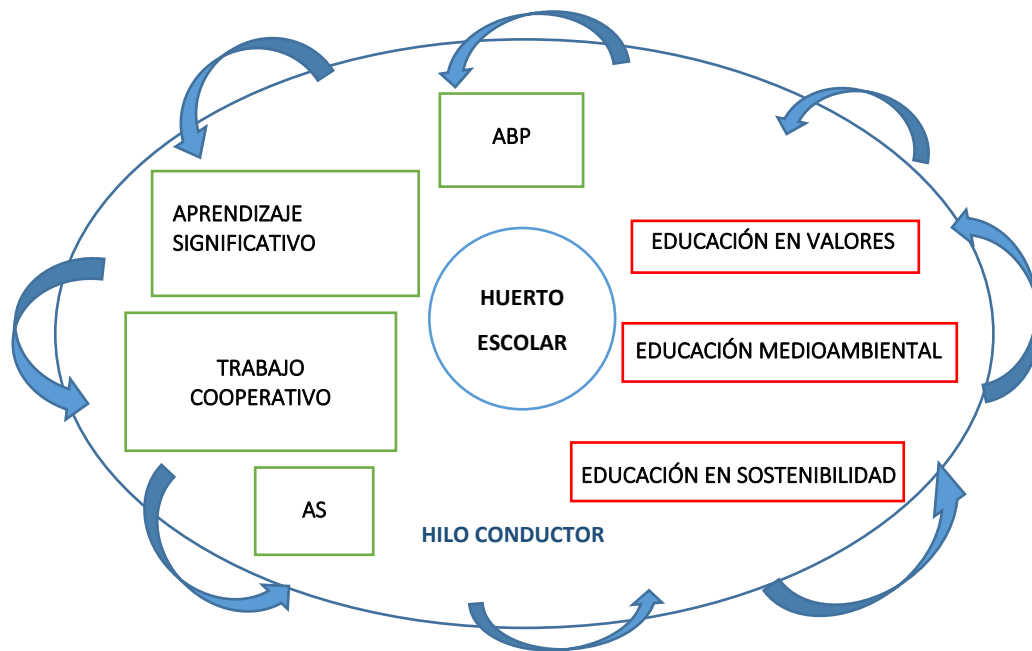 ABP
APRENDIZAJE
SIGNIFICATIVO
EDUCACIÓN EN VALORES
HUERTO
ESCOLAR
EDUCACIÓN MEDIOAMBIENTAL
TRABAJO
COOPERATIVO
EDUCACIÓN EN SOSTENIBILIDAD
AS
HILO CONDUCTOR